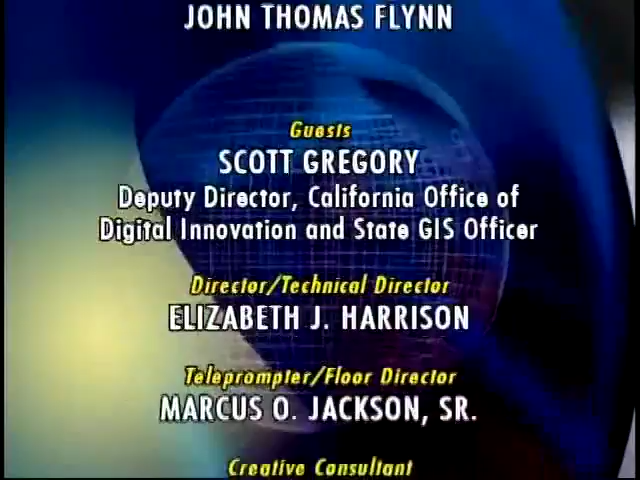 JOHN THOMAS FLYNN
Guests
SCOTT GREGORY
Deputy Director, California Office of
Digital Innovation and State GIS Officer
Director/Technical Director
ELIZABETH J. HARRISON
Teleprompter/Floor Director
MARCUS O. JACKSON, SR.
Creative Consultant